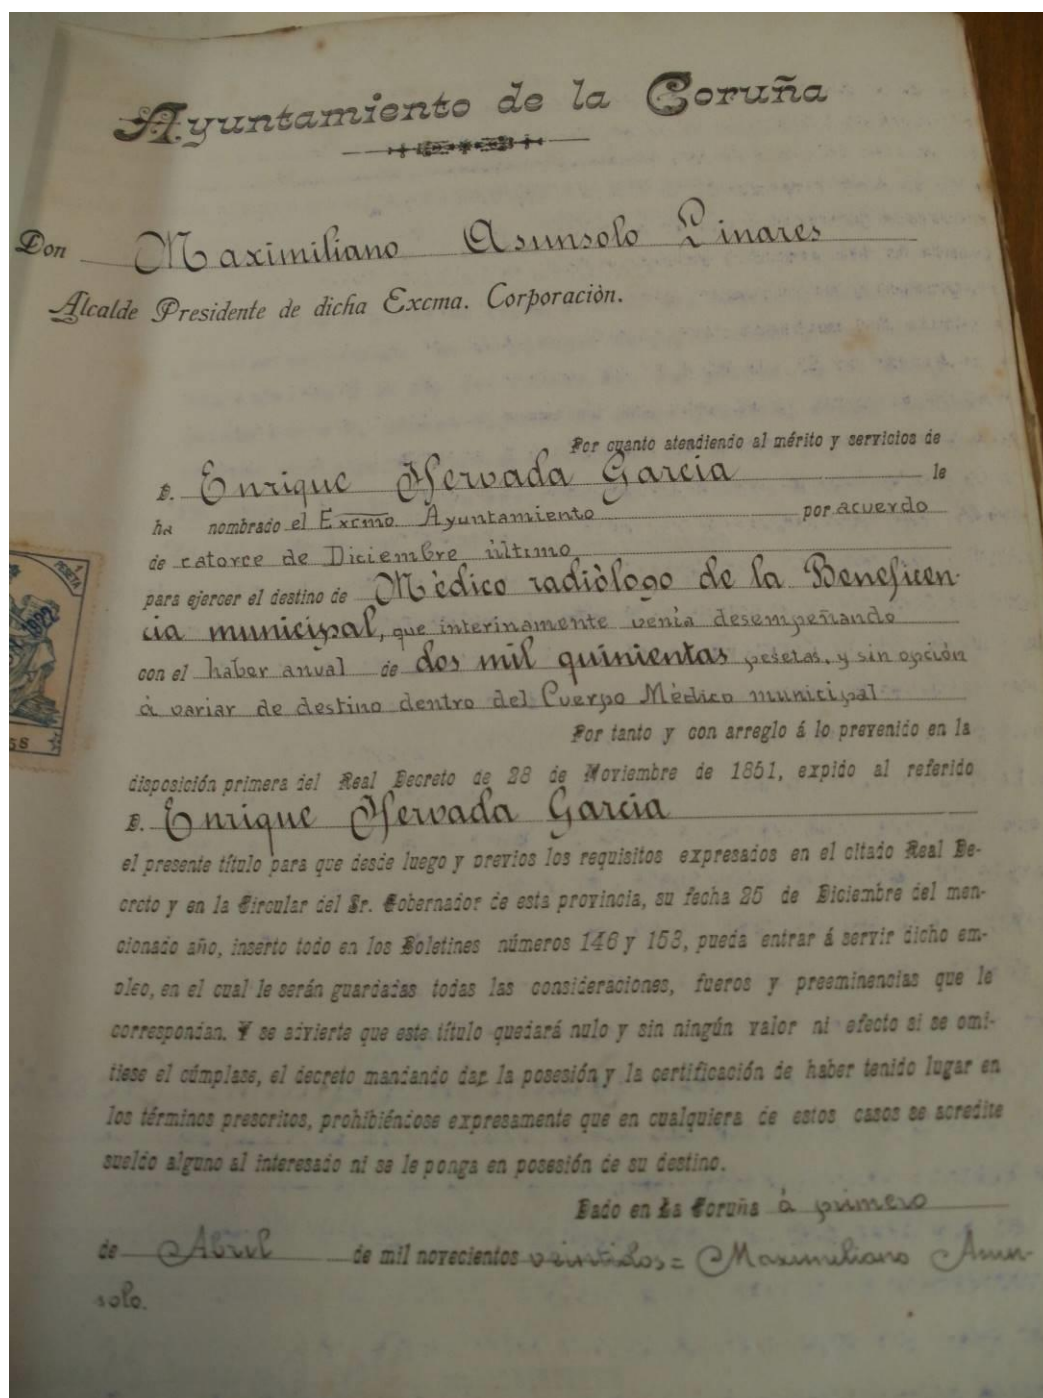 Ayuntamiento de la Coruña
Don Maximiliano Asunsolo Linares
Alcalde Presidente de dicha Excma. Corporación.
Por cuanto atendiendo al mérito y servicios de
D. Enrique Hervada Garcia le
ha nombrado el Excmo Ayuntamiento por acuerdo
de catorce de Diciembre último
para ejercer el destino de Mèdico radiòlogo de la Beneficen-
cia municipal, que interinamente venia desempeñando
con el haber anual de dos mil quinientas pesetas, y sin opción
à variar de destino dentro del Cuerpo Mèdico municipal
Por tanto y con arreglo á lo prevenido en la
disposición primera del Real Decreto de 28 de Noviembre de 1851, expido al referido
D. Enrique Hervada Garcia
el presente título para que desde luego y previos los requisitos expresados en el citado Real De-
creto y en la Circular del Sr. Gobernador de esta provincia, su fecha 25 de Diciembre del men-
cionado año, inserto todo en los Boletines números 146 y 153, pueda entrar á servir dicho em-
pleo, en el cual le serán guardadas todas las consideraciones, fueros y preeminencias que le
correspondan. Y se advierte que este título quedará nulo y sin ningún valor ni efecto si se omi-
tiese el cúmplase, el decreto mandando dar la posesión y la certificación de haber tenido lugar en
los términos prescritos, prohibiéndose expresamente que en cualquiera de estos casos se acredite
sueldo alguno al interesado ni se le ponga en posesión de su destino.
Dado en La Coruña à primero
de Abril de mil novecientos veintidos = Maximiliano Asun-
solo.
1 PESETA
1922
58